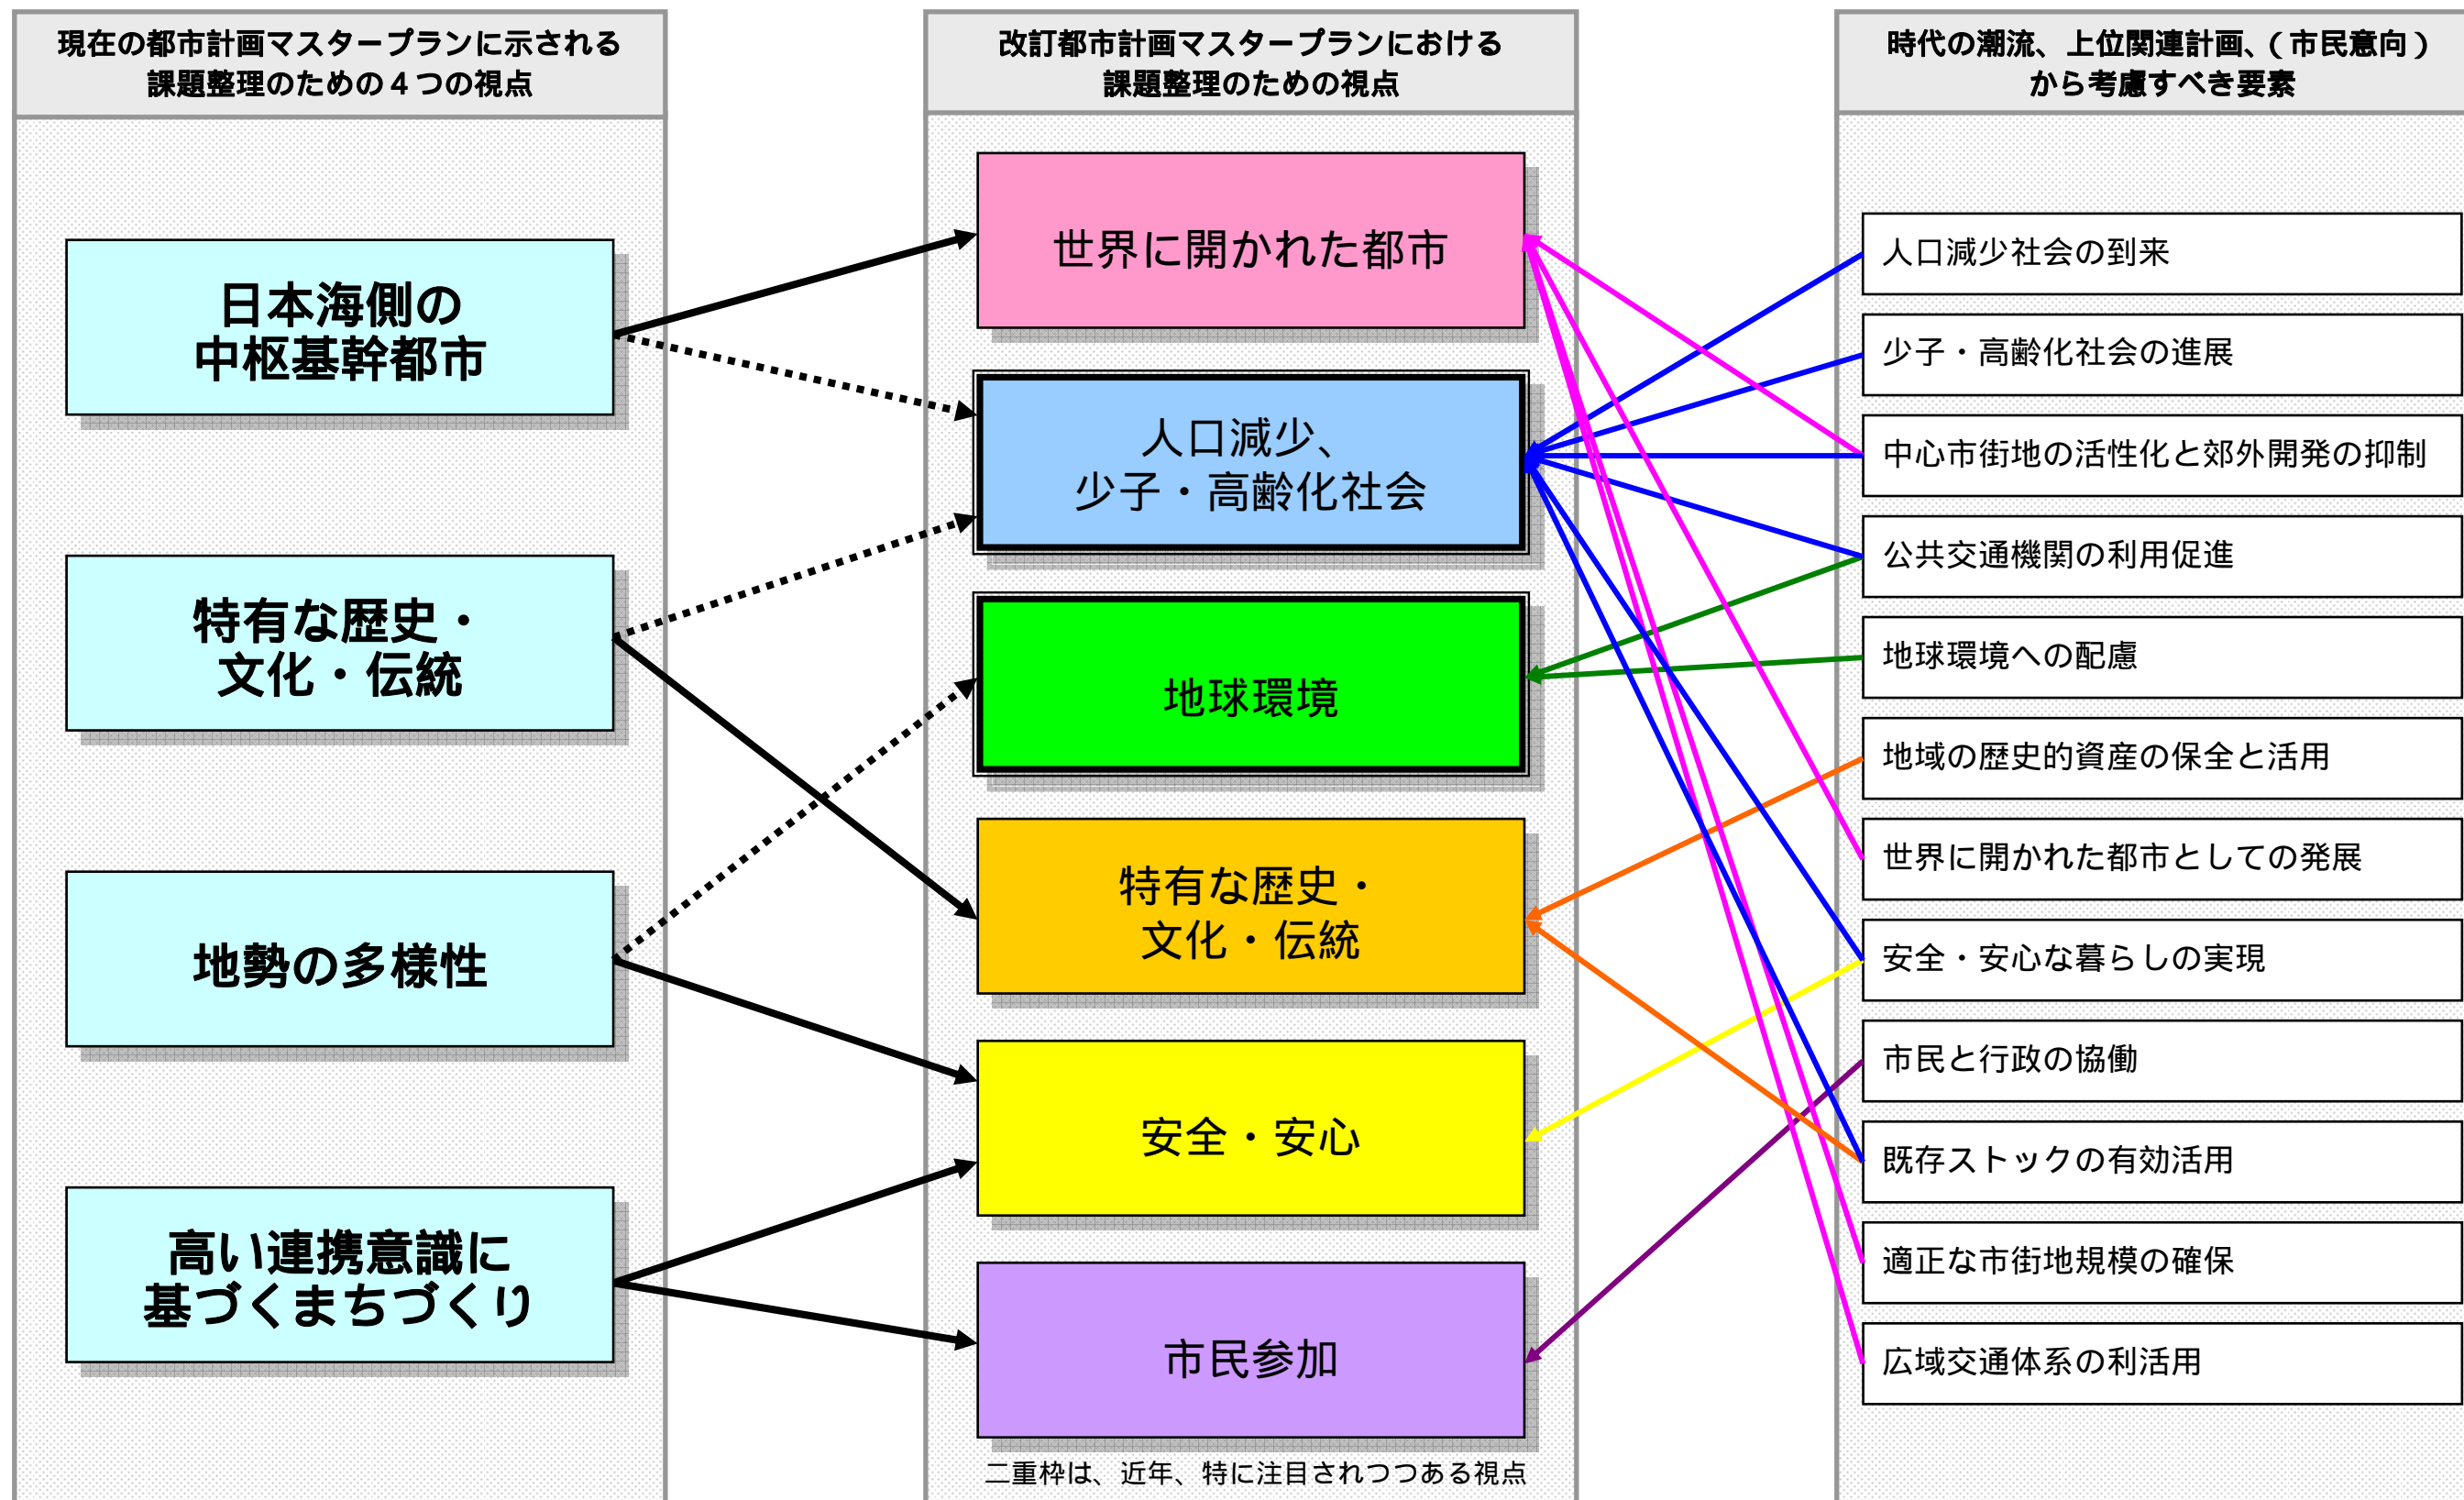 現在の都市計画マスタープランに示される
課題整理のための４つの視点
日本海側の
中枢基幹都市
特有な歴史・
文化・伝統
地勢の多様性
高い連携意識に
基づくまちづくり
改訂都市計画マスタープランにおける
課題整理のための視点
世界に開かれた都市
人口減少、
少子・高齢化社会
地球環境
特有な歴史・
文化・伝統
安全・安心
市民参加
二重枠は、近年、特に注目されつつある視点
時代の潮流、上位関連計画、（市民意向）
から考慮すべき要素
人口減少社会の到来
少子・高齢化社会の進展
中心市街地の活性化と郊外開発の抑制
公共交通機関の利用促進
地球環境への配慮
地域の歴史的資産の保全と活用
世界に開かれた都市としての発展
安全・安心な暮らしの実現
市民と行政の協働
既存ストックの有効活用
適正な市街地規模の確保
広域交通体系の利活用